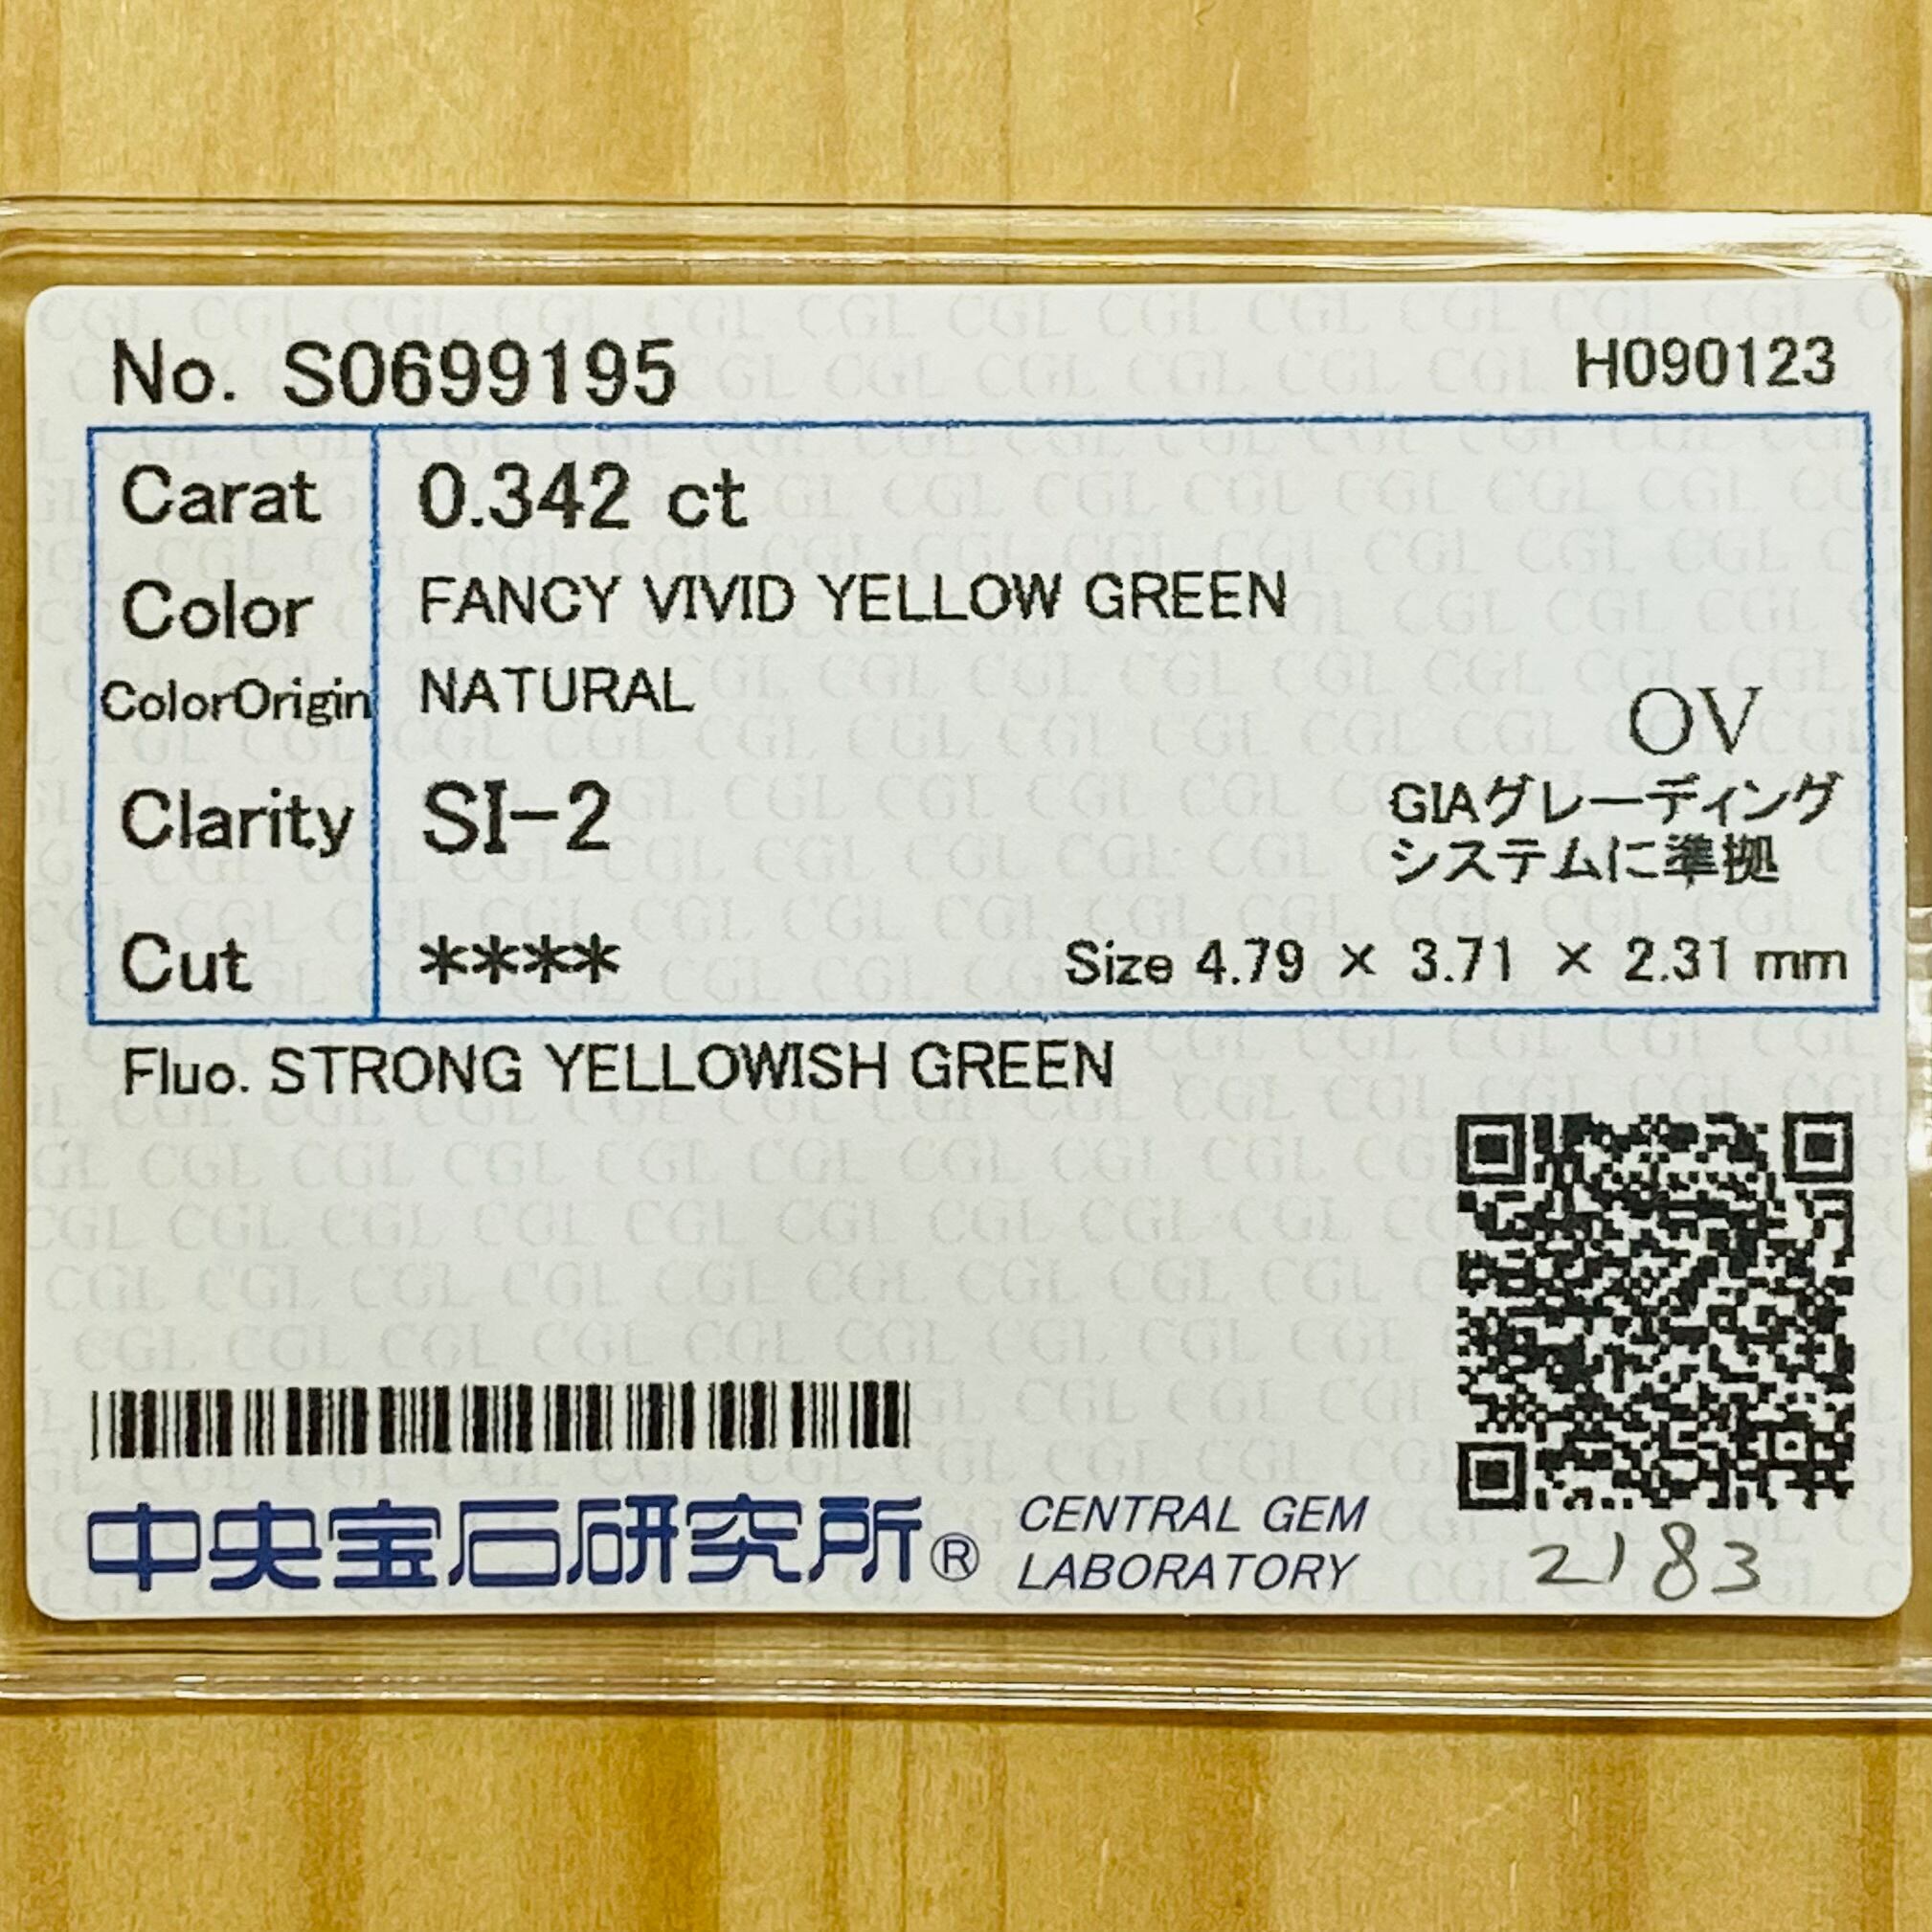 No. S0699195
H090123
Carat 0.342 ct
Color FANCY VIVID YELLOW GREEN
ColorOrigin NATURAL
OV
Clarity SI-2
GIAグレーディング
システムに準拠
Cut ****
Size 4.79 × 3.71 × 2.31 mm
Fluo. STRONG YELLOWISH GREEN
中央宝石研究所®
CENTRAL GEM
LABORATORY
2183